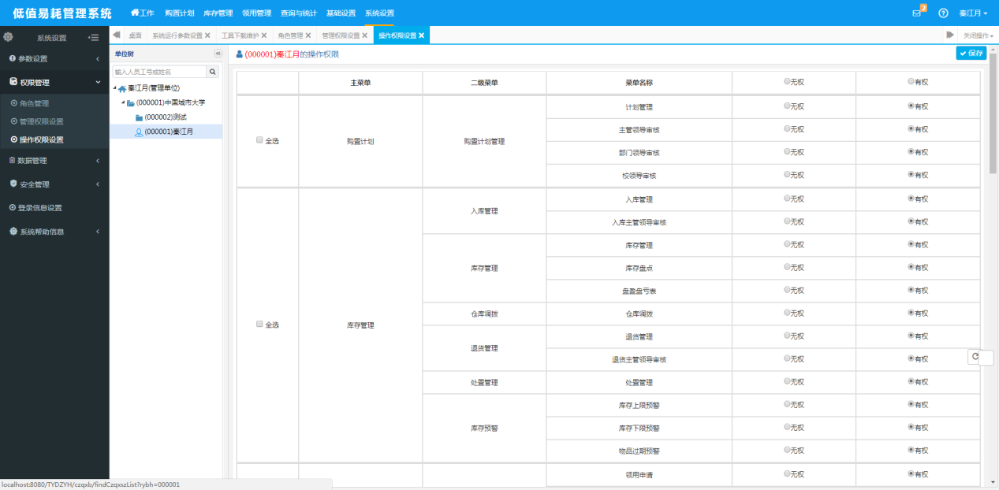 低值易耗管理系统 工作 购置计划 库存管理 领用管理 查询与统计 基础设置 系统设置 2 秦江月
系统设置 桌面 系统运行参数设置 工具下载维护 角色管理 管理权限设置 操作权限设置 关闭操作
参数设置
权限管理
角色管理
管理权限设置
操作权限设置
数据管理
安全管理
登录信息设置
系统帮助信息
单位树
输入人员工号或姓名
秦江月(管理单位)
(000001)中国城市大学
(000002)测试
(000001)秦江月
(000001)秦江月的操作权限 保存
主菜单 二级菜单 菜单名称 无权 有权
全选 购置计划 购置计划管理 计划管理 无权 有权
主管领导审核 无权 有权
部门领导审核 无权 有权
校领导审核 无权 有权
全选 库存管理 入库管理 入库管理 无权 有权
入库主管领导审核 无权 有权
库存管理 库存管理 无权 有权
库存盘点 无权 有权
盘盈盘亏表 无权 有权
仓库调拨 仓库调拨 无权 有权
退货管理 退货管理 无权 有权
退货主管领导审核 无权 有权
处置管理 处置管理 无权 有权
库存预警 库存上限预警 无权 有权
库存下限预警 无权 有权
物品过期预警 无权 有权
领用申请 无权 有权
localhost:8080/TYDZYH/czqxb/findCzqxszList?rybh=000001